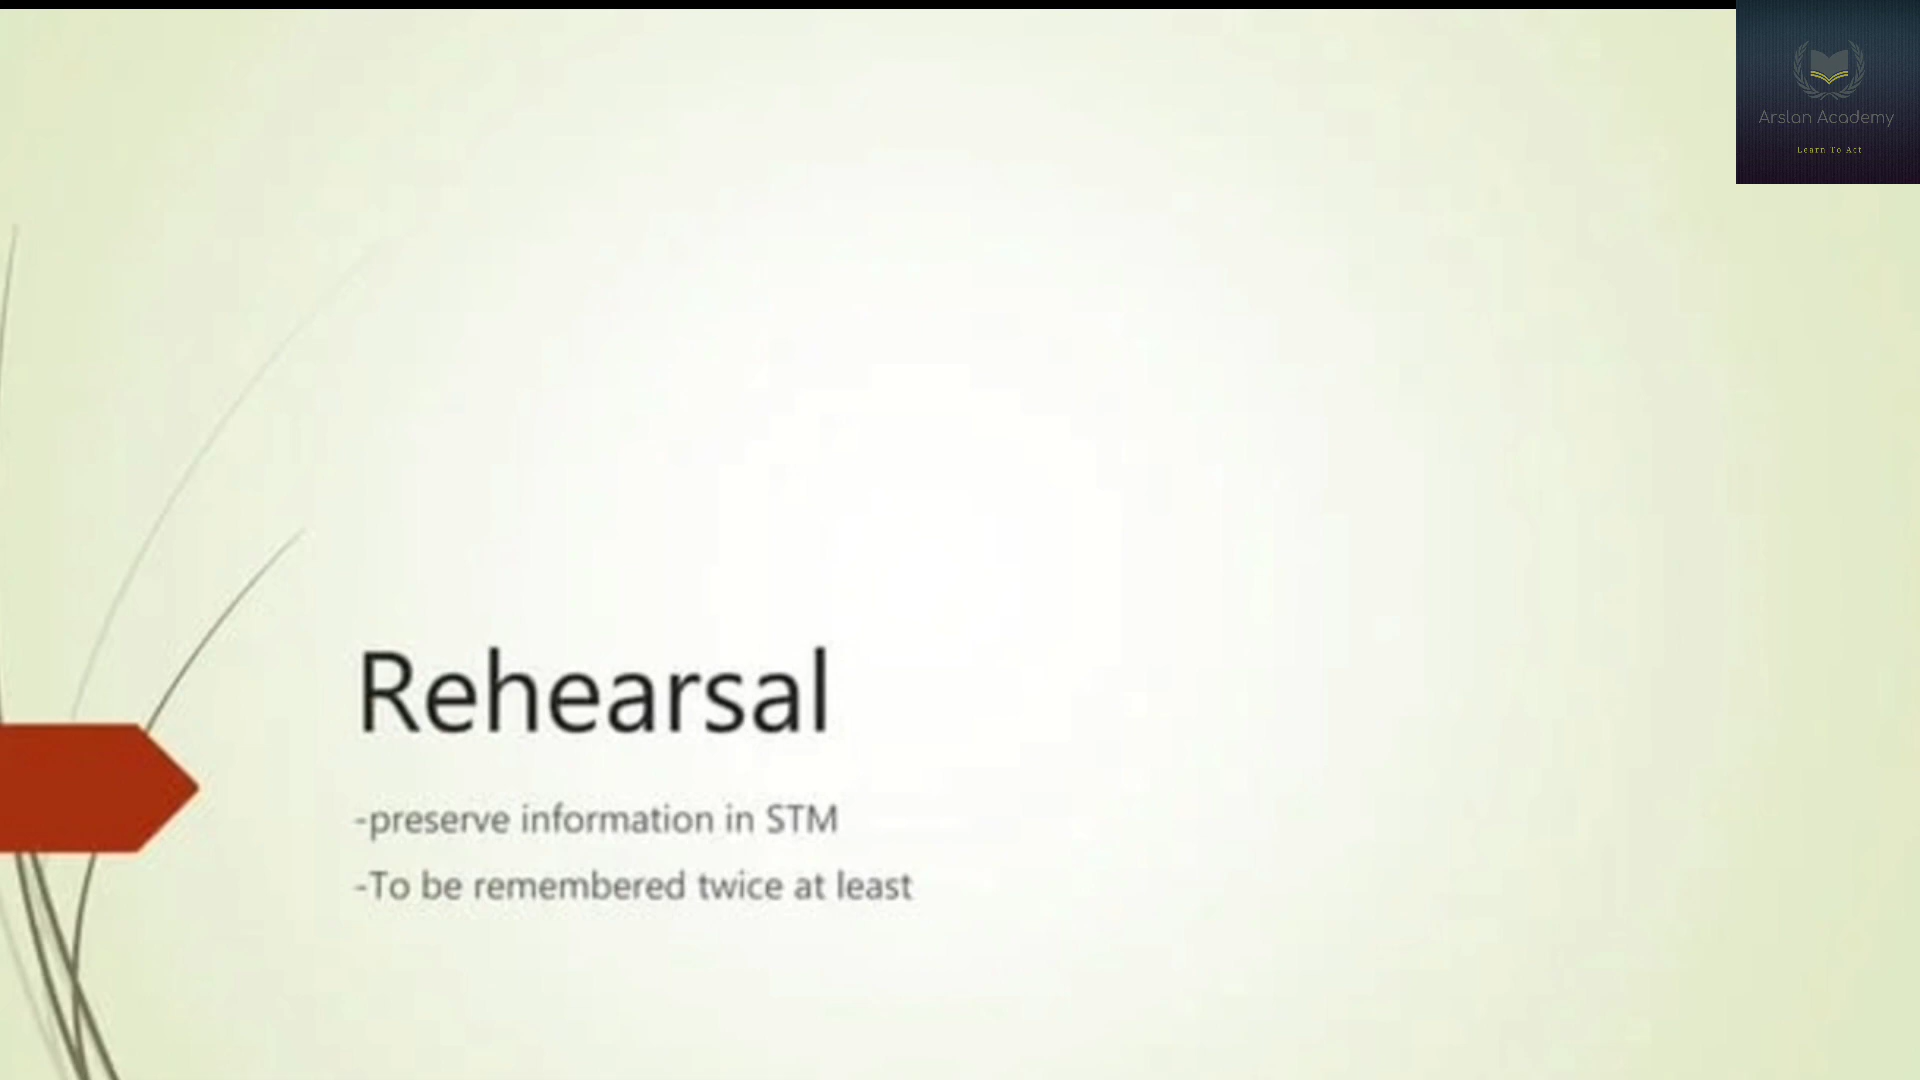 Arslan Academy
Learn To Act
Rehearsal
-preserve information in STM
-To be remembered twice at least